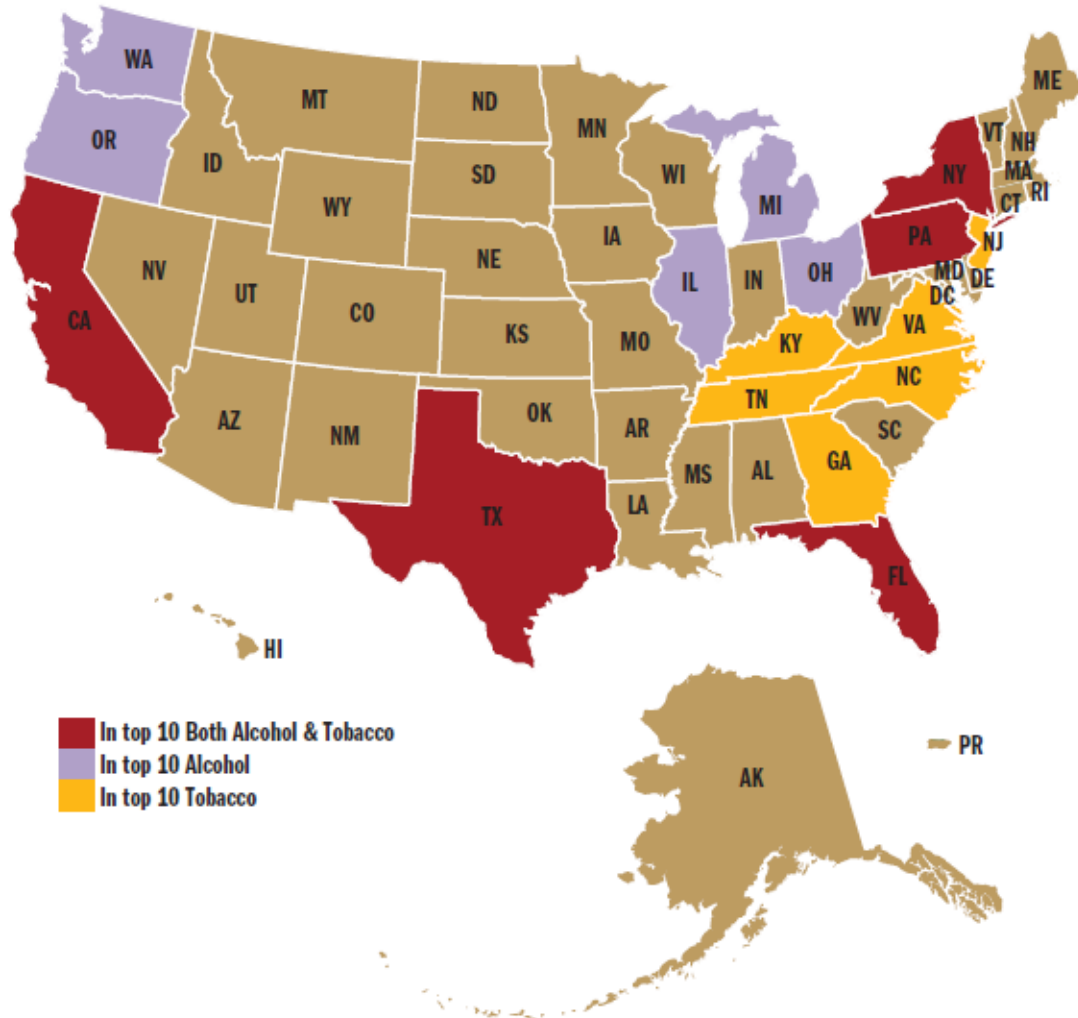 WA
MT
ND
MN
ME
VT
NH
OR
ID
SD
WI
MI
NY
MA
RI
CT
WY
IA
PA
NJ
NE
NV
UT
CO
IL
IN
OH
MD
DE
DC
WV
VA
CA
KS
MO
KY
NC
TN
AZ
NM
OK
AR
SC
MS
AL
GA
LA
TX
FL
HI
In top 10 Both Alcohol & Tobacco
In top 10 Alcohol
In top 10 Tobacco
PR
AK